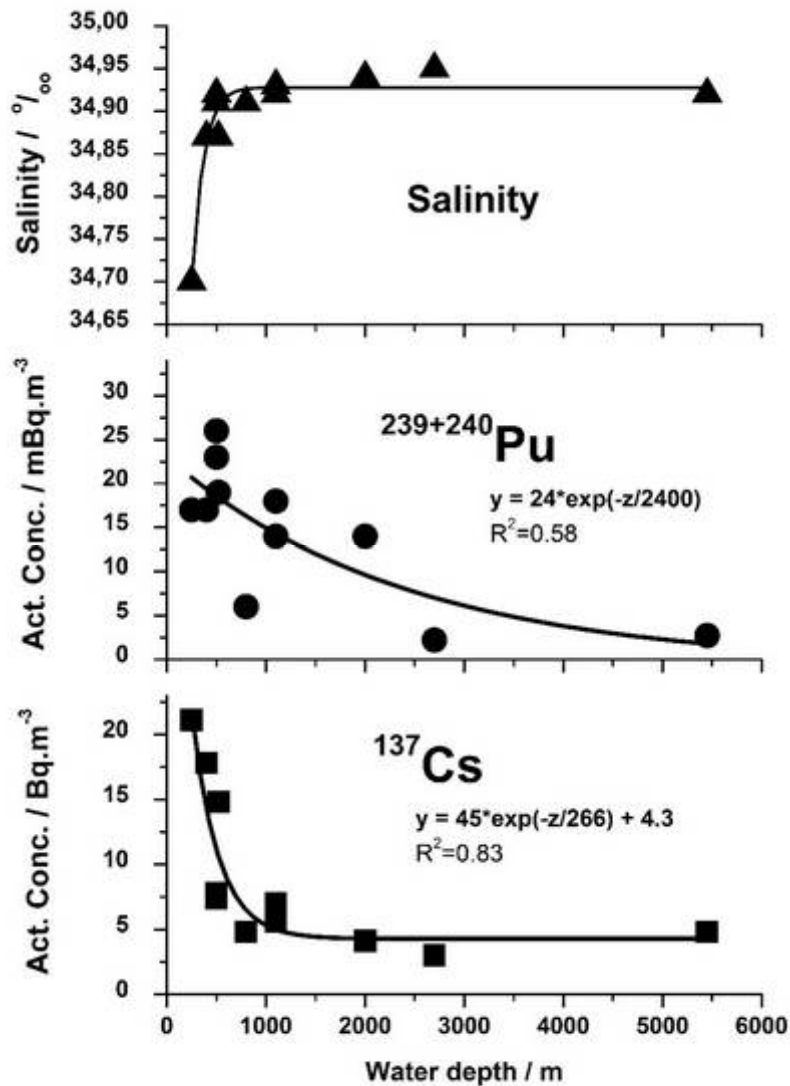 35,00
34,95
34,90
34,85
34,80
34,75
34,70
34,65
Salinity / ⁰/₀₀
Salinity
30
25
20
15
10
5
0
Act. Conc. / mBq.m⁻³
²³⁹⁺²⁴⁰Pu
y = 24*exp(-z/2400)
R²=0.58
20
15
10
5
0
Act. Conc. / Bq.m⁻³
¹³⁷Cs
y = 45*exp(-z/266) + 4.3
R²=0.83
0 1000 2000 3000 4000 5000 6000
Water depth / m